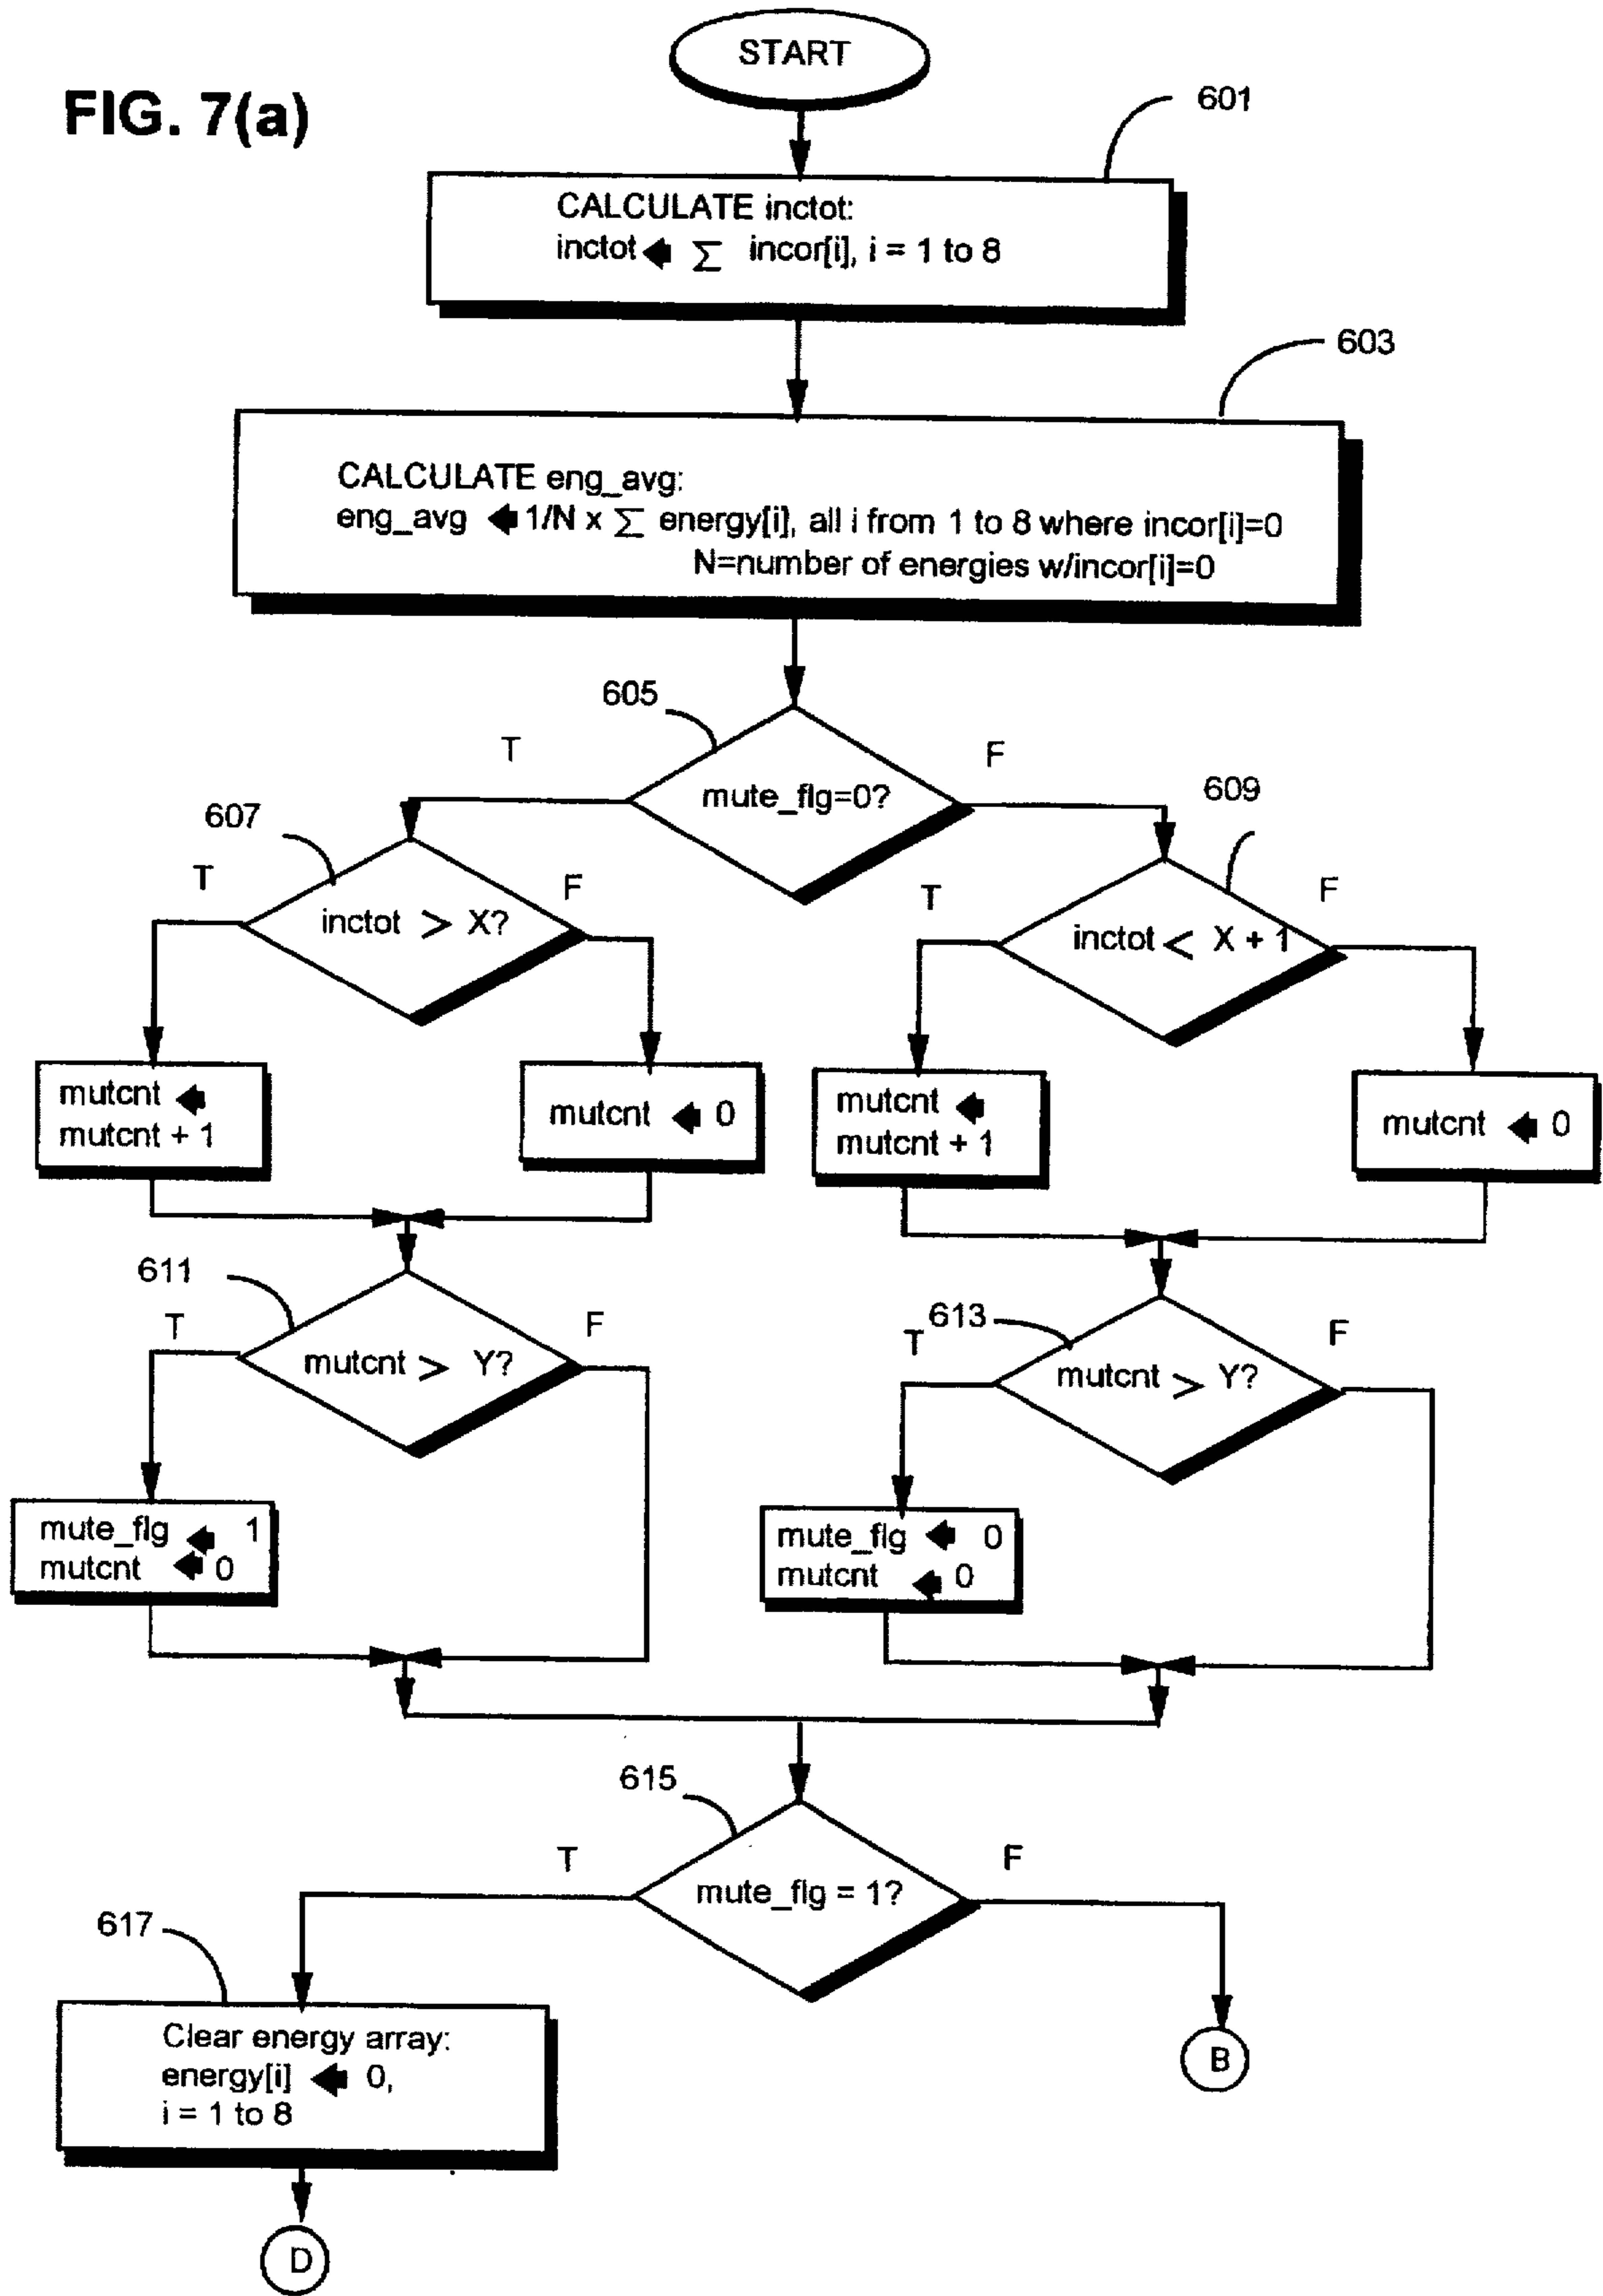 START
FIG. 7(a)
601
CALCULATE inctot:
inctot ← Σ incor[i], i = 1 to 8
603
CALCULATE eng_avg:
eng_avg ← 1/N x Σ energy[i], all i from 1 to 8 where incor[i]=0
N=number of energies w/incor[i]=0
605
T
F
mute_flg=0?
607
609
T
F
T
F
inctot > X?
inctot < X + 1
mutcnt ←
mutcnt + 1
mutcnt ← 0
mutcnt ←
mutcnt + 1
mutcnt ← 0
611
T
F
613
T
F
mutcnt > Y?
mutcnt > Y?
mute_flg ← 1
mutcnt ← 0
mute_flg ← 0
mutcnt ← 0
615
T
F
mute_flg = 1?
617
Clear energy array:
energy[i] ← 0,
i = 1 to 8
B
D